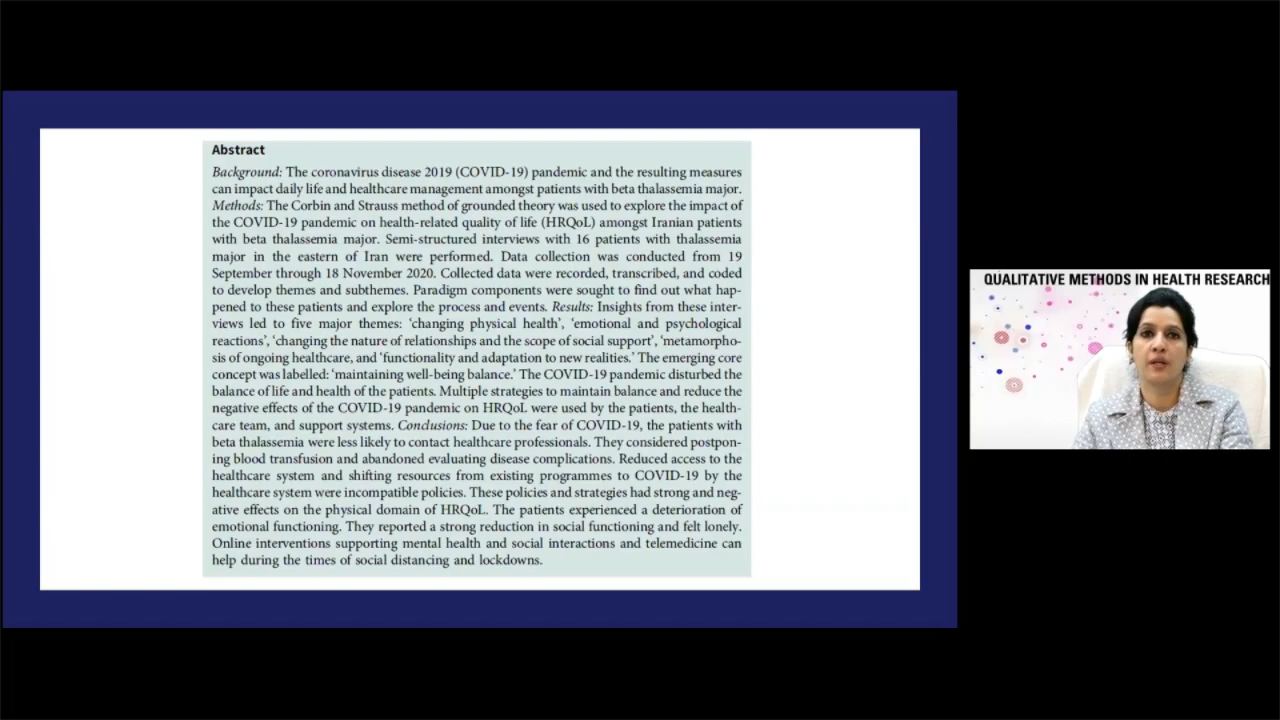 Abstract
Background: The coronavirus disease 2019 (COVID-19) pandemic and the resulting measures
can impact daily life and healthcare management amongst patients with beta thalassemia major.
Methods: The Corbin and Strauss method of grounded theory was used to explore the impact of
the COVID-19 pandemic on health-related quality of life (HRQoL) amongst Iranian patients
with beta thalassemia major. Semi-structured interviews with 16 patients with thalassemia
major in the eastern of Iran were performed. Data collection was conducted from 19
September through 18 November 2020. Collected data were recorded, transcribed, and coded
to develop themes and subthemes. Paradigm components were sought to find out what hap-
pened to these patients and explore the process and events. Results: Insights from these inter-
views led to five major themes: ‘changing physical health’, ‘emotional and psychological
reactions’, ‘changing the nature of relationships and the scope of social support’, ‘metamorpho-
sis of ongoing healthcare, and ‘functionality and adaptation to new realities.’ The emerging core
concept was labelled: ‘maintaining well-being balance.’ The COVID-19 pandemic disturbed the
balance of life and health of the patients. Multiple strategies to maintain balance and reduce the
negative effects of the COVID-19 pandemic on HRQoL were used by the patients, the health-
care team, and support systems. Conclusions: Due to the fear of COVID-19, the patients with
beta thalassemia were less likely to contact healthcare professionals. They considered postpon-
ing blood transfusion and abandoned evaluating disease complications. Reduced access to the
healthcare system and shifting resources from existing programmes to COVID-19 by the
healthcare system were incompatible policies. These policies and strategies had strong and neg-
ative effects on the physical domain of HRQoL. The patients experienced a deterioration of
emotional functioning. They reported a strong reduction in social functioning and felt lonely.
Online interventions supporting mental health and social interactions and telemedicine can
help during the times of social distancing and lockdowns.
QUALITATIVE METHODS IN HEALTH RESEARCH